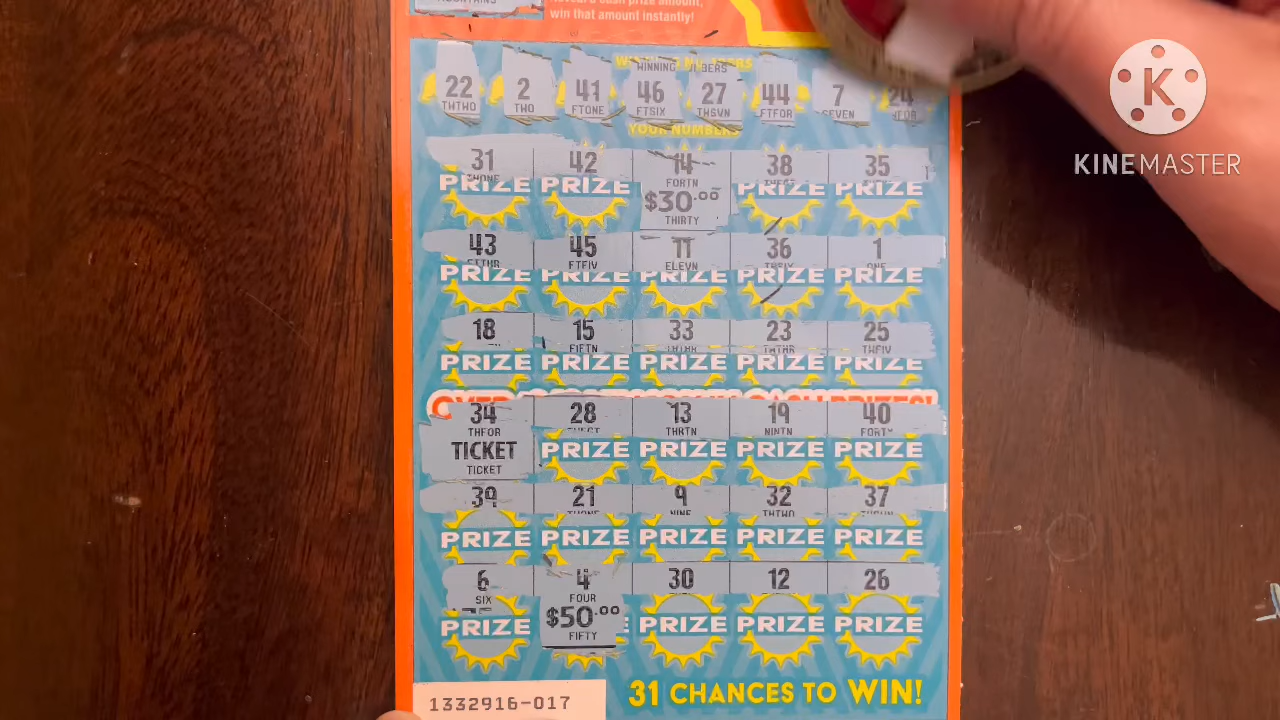 win that amount instantly!
WINNING
22 2 41 46 27 44 7 24
THTWO TWO FTONE FTSIX THSVN FTFOR SEVEN
YOUR NUMBERS
31 42 14 38 35
FORTN
PRIZE PRIZE $30.00 PRIZE PRIZE
THIRTY
43 45 11 36 1
ELEVN
PRIZE PRIZE PRIZE PRIZE PRIZE
18 15 33 23 25
PRIZE PRIZE PRIZE PRIZE PRIZE
34 28 13 19 40
THFOR THRTN NINTN FORTY
TICKET PRIZE PRIZE PRIZE PRIZE
TICKET
39 21 9 32 37
NINE THTWO
PRIZE PRIZE PRIZE PRIZE PRIZE
6 4 30 12 26
SIX FOUR
PRIZE $50.00 PRIZE PRIZE PRIZE
FIFTY
1332916-017
31 CHANCES TO WIN!
K
KINEMASTER